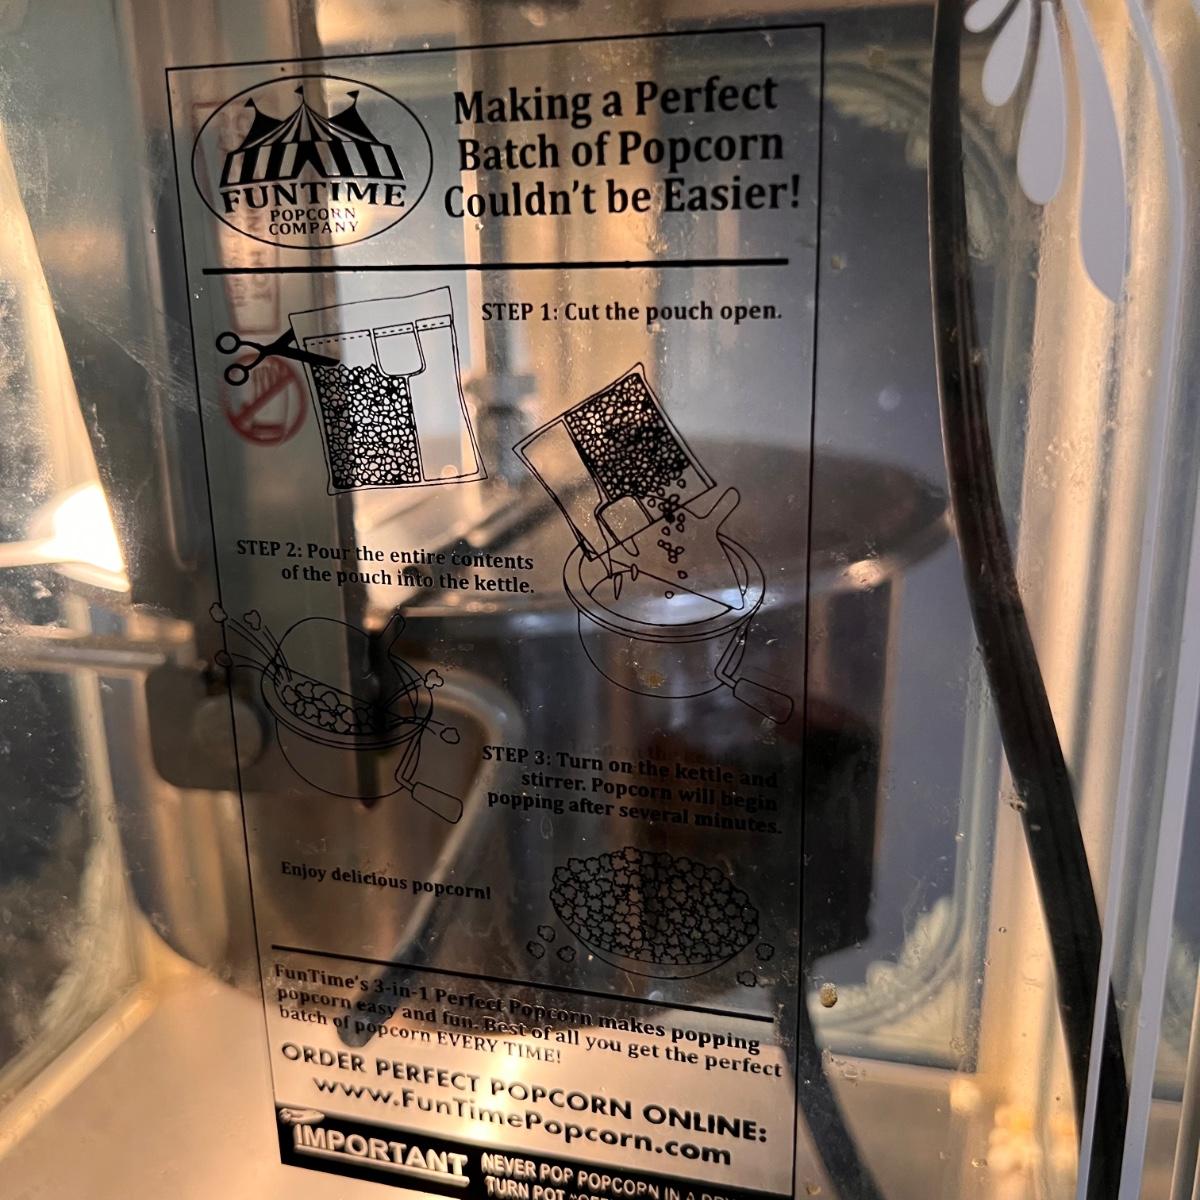 FUNTIME
POPCORN
COMPANY
Making a Perfect
Batch of Popcorn
Couldn't be Easier!
STEP 1: Cut the pouch open.
STEP 2: Pour the entire contents
of the pouch into the kettle.
STEP 3: Turn on the kettle and
stirrer. Popcorn will begin
popping after several minutes.
Enjoy delicious popcorn!
FunTime's 3-in-1 Perfect Popcorn makes popping
popcorn easy and fun. Best of all you get the perfect
batch of popcorn EVERY TIME!
ORDER PERFECT POPCORN ONLINE:
www.FunTimePopcorn.com
IMPORTANT
NEVER POP POPCORN IN A
TURN POT